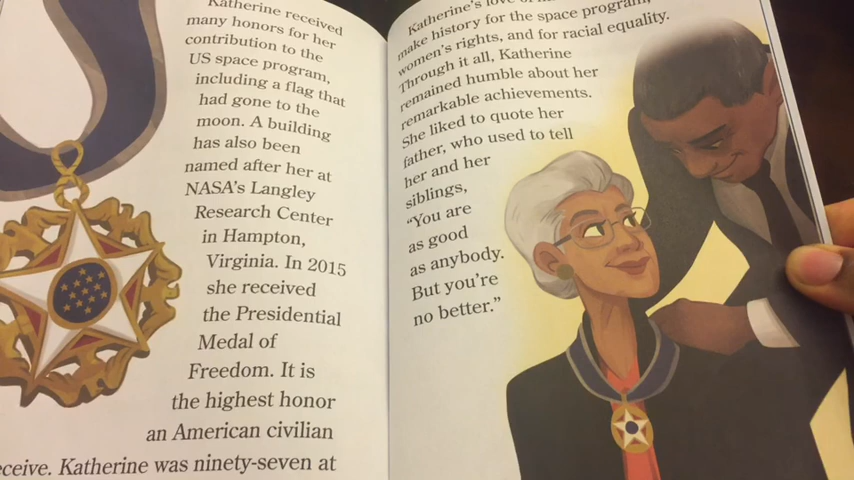 Katherine received
many honors for her
contribution to the
US space program,
including a flag that
had gone to the
moon. A building
has also been
named after her at
NASA's Langley
Research Center
in Hampton,
Virginia. In 2015
she received
the Presidential
Medal of
Freedom. It is
the highest honor
an American civilian
receive. Katherine was ninety-seven at
Katherine's love of
make history for the space program,
women's rights, and for racial equality.
Through it all, Katherine
remained humble about her
remarkable achievements.
She liked to quote her
father, who used to tell
her and her
siblings,
"You are
as good
as anybody.
But you're
no better."